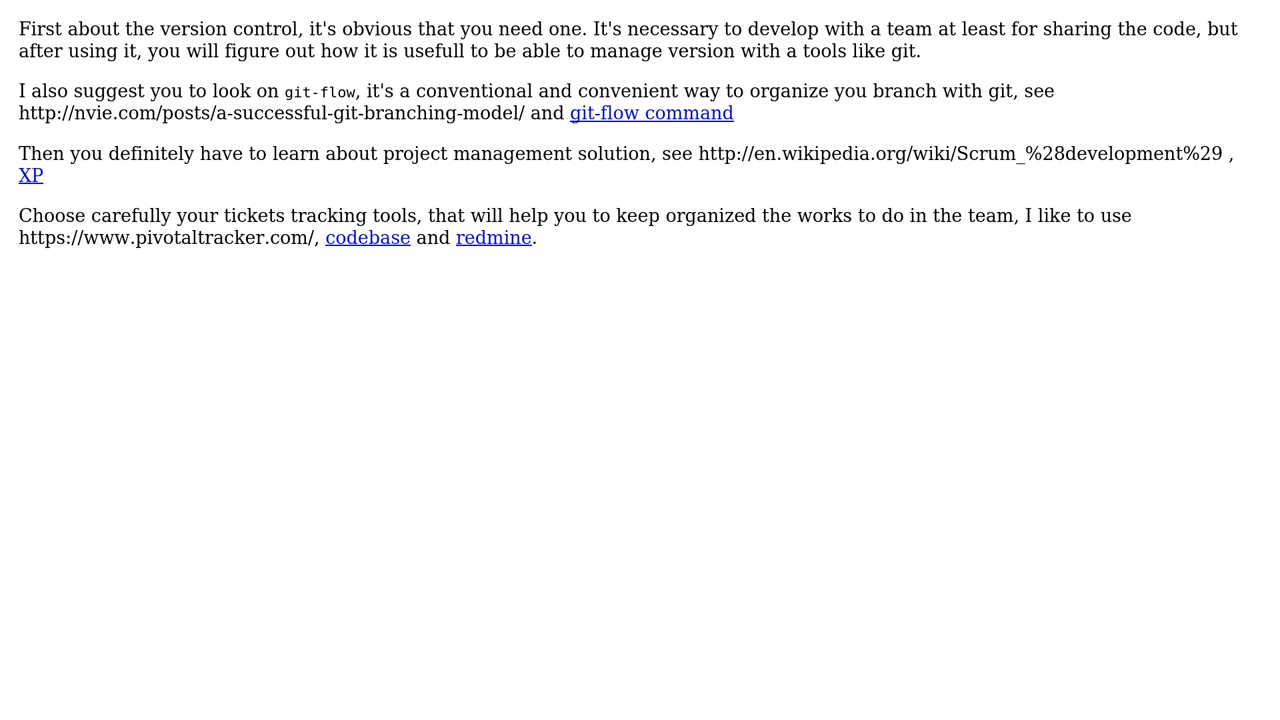 First about the version control, it's obvious that you need one. It's necessary to develop with a team at least for sharing the code, but
after using it, you will figure out how it is usefull to be able to manage version with a tools like git.
I also suggest you to look on git-flow, it's a conventional and convenient way to organize you branch with git, see
http://nvie.com/posts/a-successful-git-branching-model/ and git-flow command
Then you definitely have to learn about project management solution, see http://en.wikipedia.org/wiki/Scrum_%28development%29 ,
XP
Choose carefully your tickets tracking tools, that will help you to keep organized the works to do in the team, I like to use
https://www.pivotaltracker.com/, codebase and redmine.